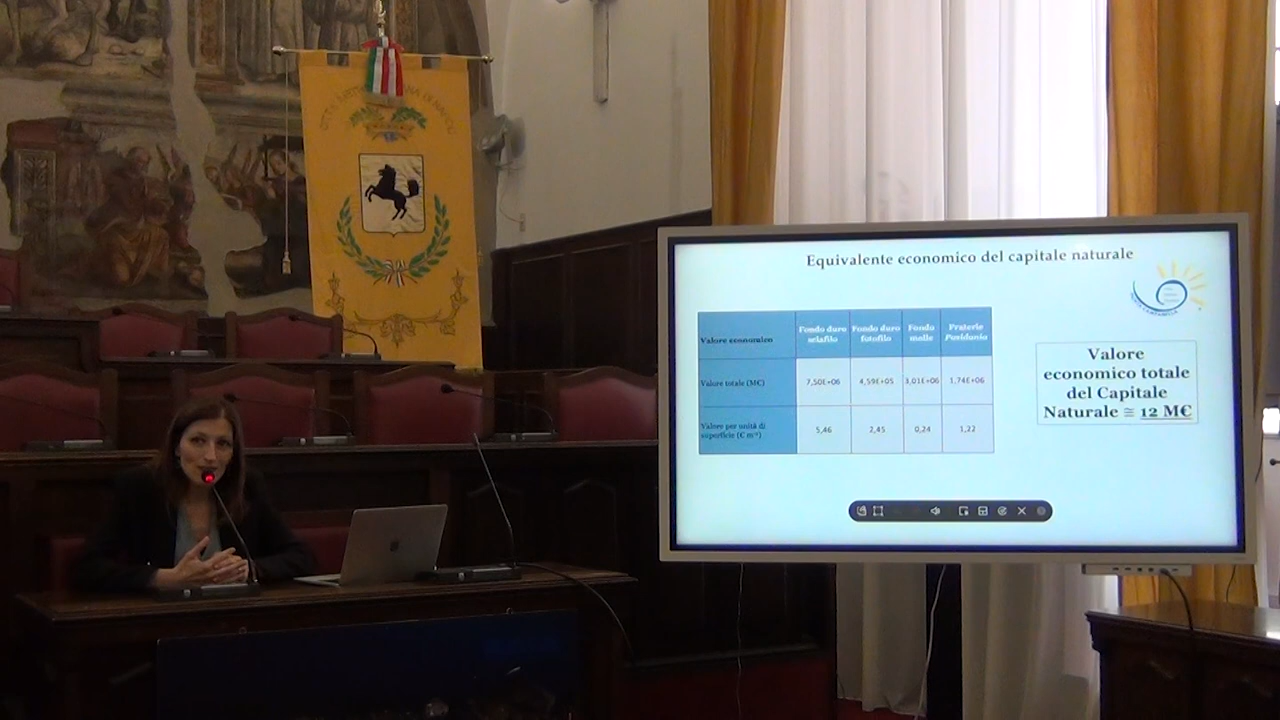 Equivalente economico del capitale naturale
Valore economico
Fondo duro
sciafilo
Fondo duro
fotofilo
Fondo
molle
Praterie
Posidonia
Valore totale (M€)
7,50E+06
4,59E+05
3,01E+06
1,74E+06
Valore per unità di
superficie (€ m⁻²)
5,46
2,45
0,24
1,22
Valore
economico totale
del Capitale
Naturale ≅ 12 M€